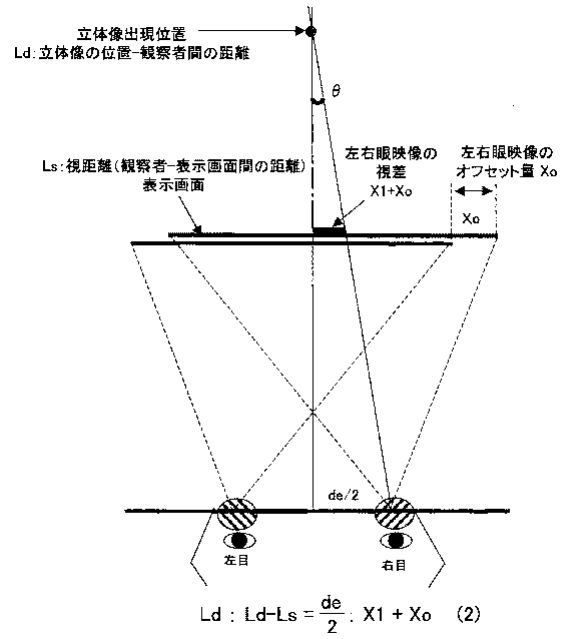 立体像出現位置
Ld:立体像の位置-観察者間の距離
θ
Ls:視距離(観察者-表示画面間の距離)
表示画面
左右眼映像の
視差
X1+Xo
左右眼映像の
オフセット量 Xo
Xo
de/2
左目
右目
Ld : Ld-Ls = de/2 : X1 + Xo (2)